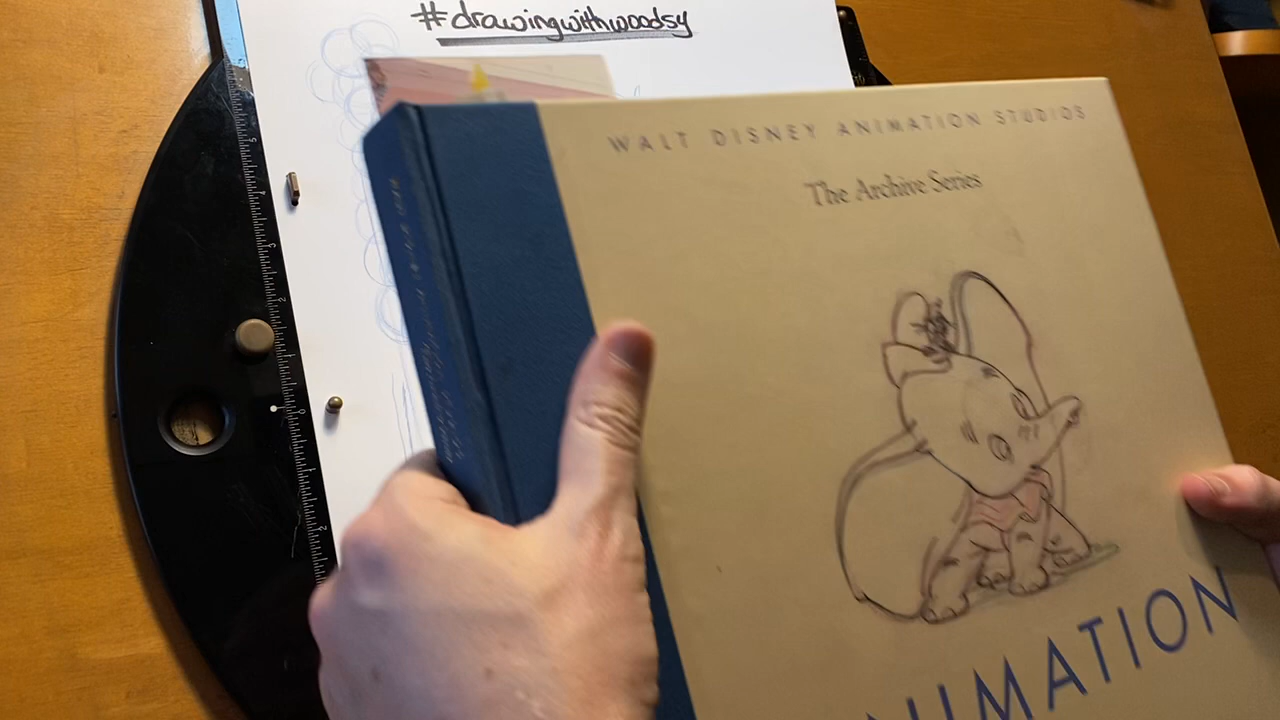 #drawingwithwoodsy
WALT DISNEY ANIMATION STUDIOS
The Archive Series
NIMATION